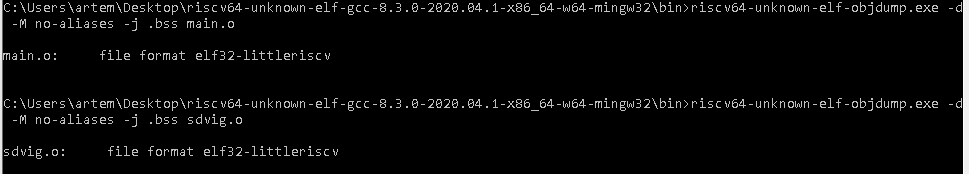 C:\Users\artem\Desktop\riscv64-unknown-elf-gcc-8.3.0-2020.04.1-x86_64-w64-mingw32\bin>riscv64-unknown-elf-objdump.exe -d
 -M no-aliases -j .bss main.o
main.o:     file format elf32-littleriscv
C:\Users\artem\Desktop\riscv64-unknown-elf-gcc-8.3.0-2020.04.1-x86_64-w64-mingw32\bin>riscv64-unknown-elf-objdump.exe -d
 -M no-aliases -j .bss sdvig.o
sdvig.o:     file format elf32-littleriscv